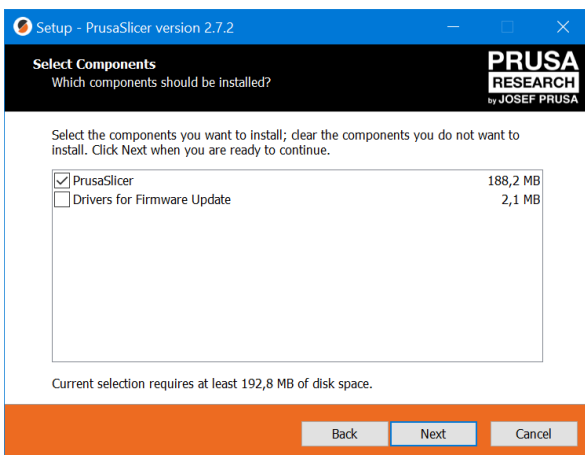 Setup - PrusaSlicer version 2.7.2
Select Components
Which components should be installed?
PRUSA
RESEARCH
by JOSEF PRUSA
Select the components you want to install; clear the components you do not want to
install. Click Next when you are ready to continue.
PrusaSlicer 188,2 MB
Drivers for Firmware Update 2,1 MB
Current selection requires at least 192,8 MB of disk space.
Back Next Cancel